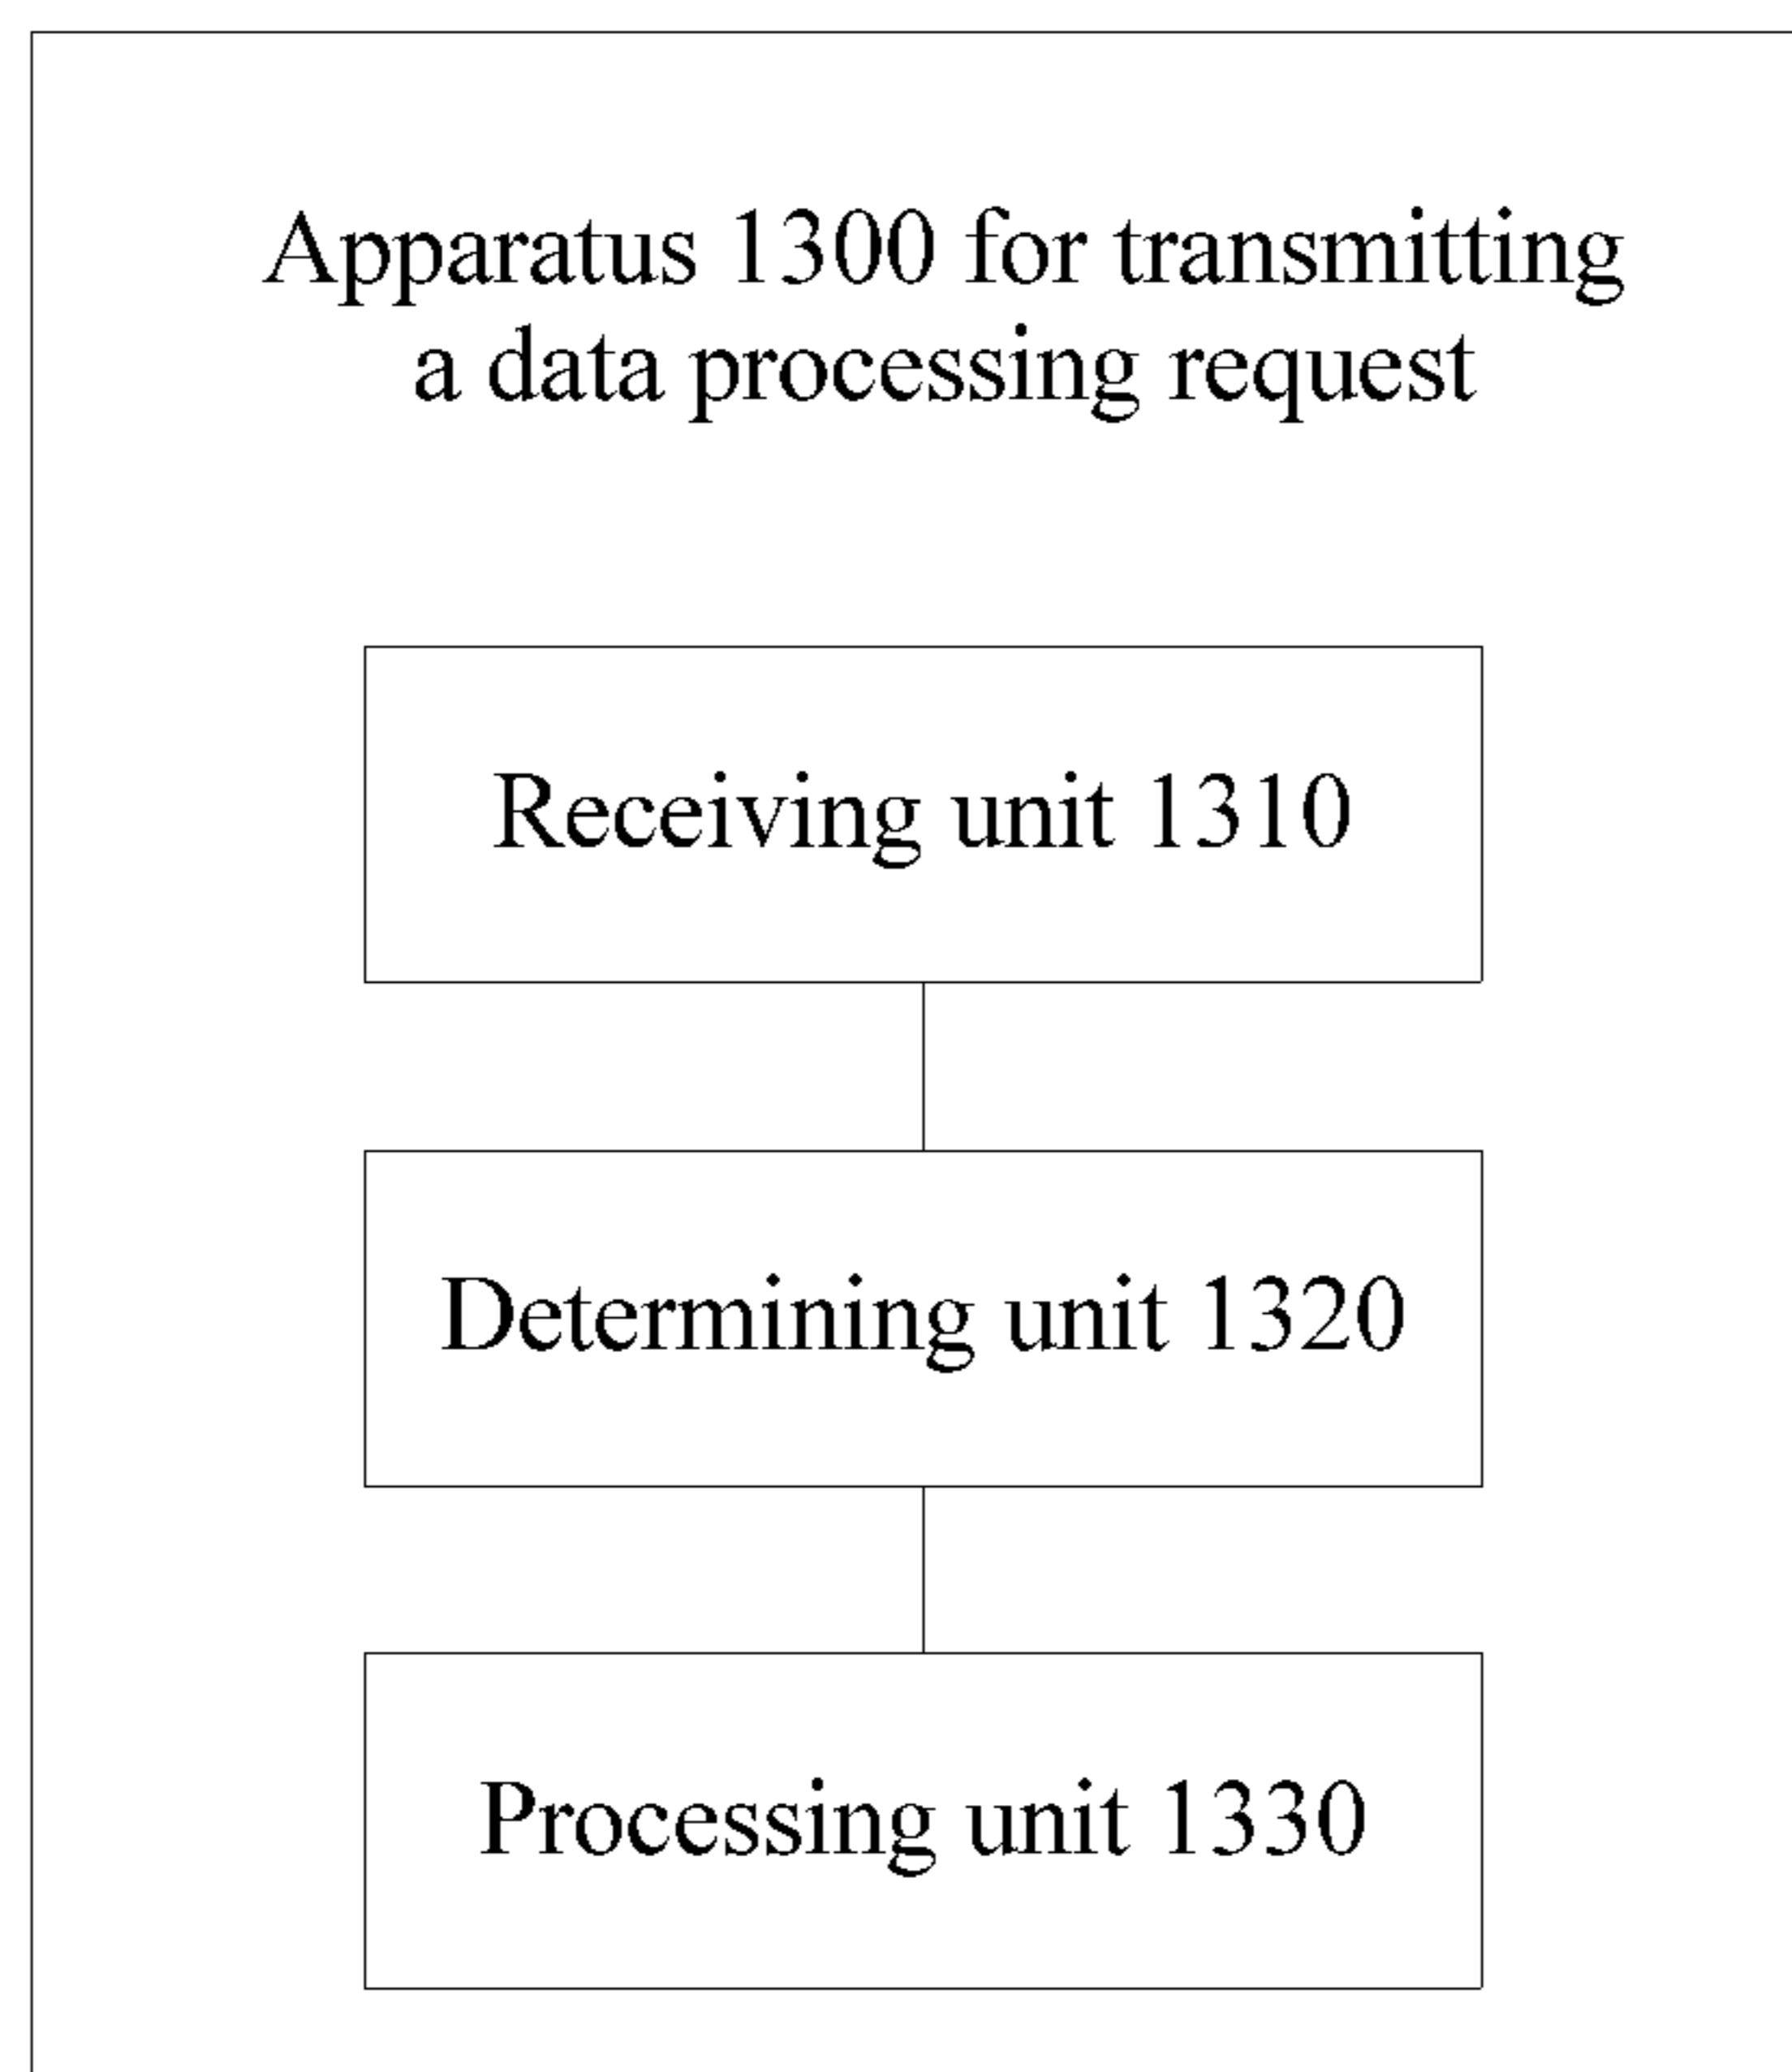 Apparatus 1300 for transmitting
a data processing request
Receiving unit 1310
Determining unit 1320
Processing unit 1330